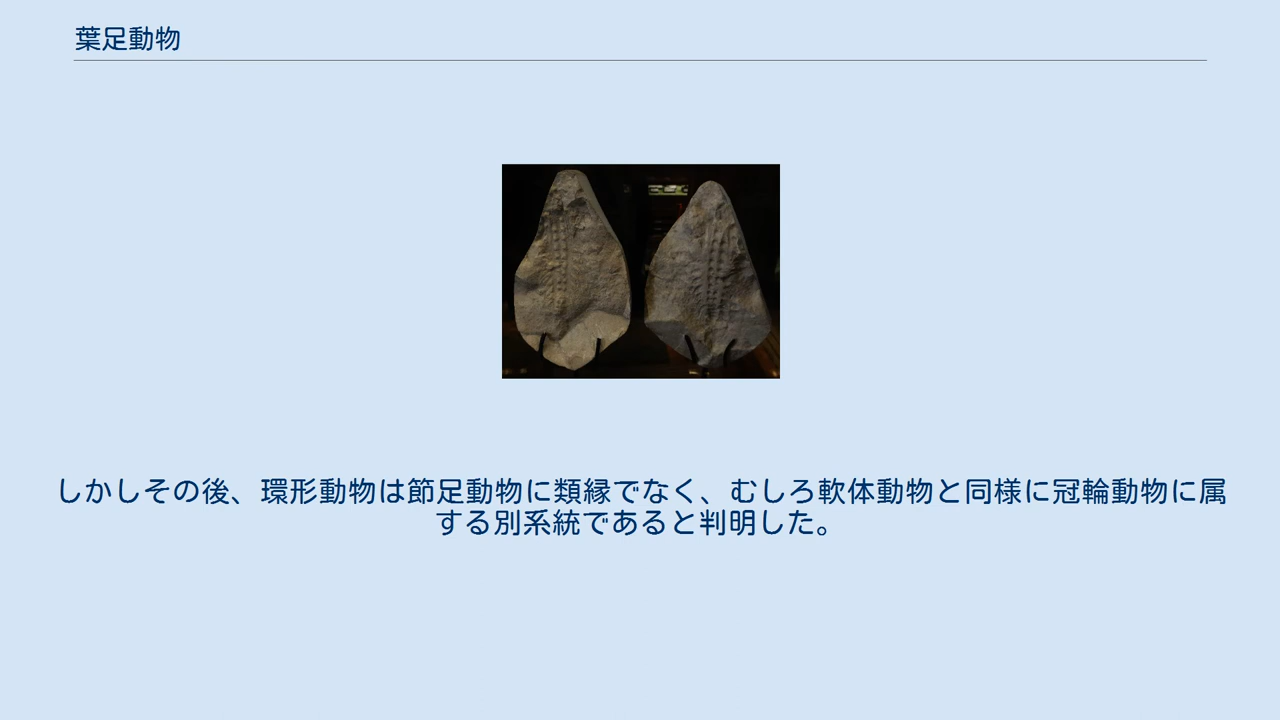 葉足動物
しかしその後、環形動物は節足動物に類縁でなく、むしろ軟体動物と同様に冠輪動物に属
する別系統であると判明した。